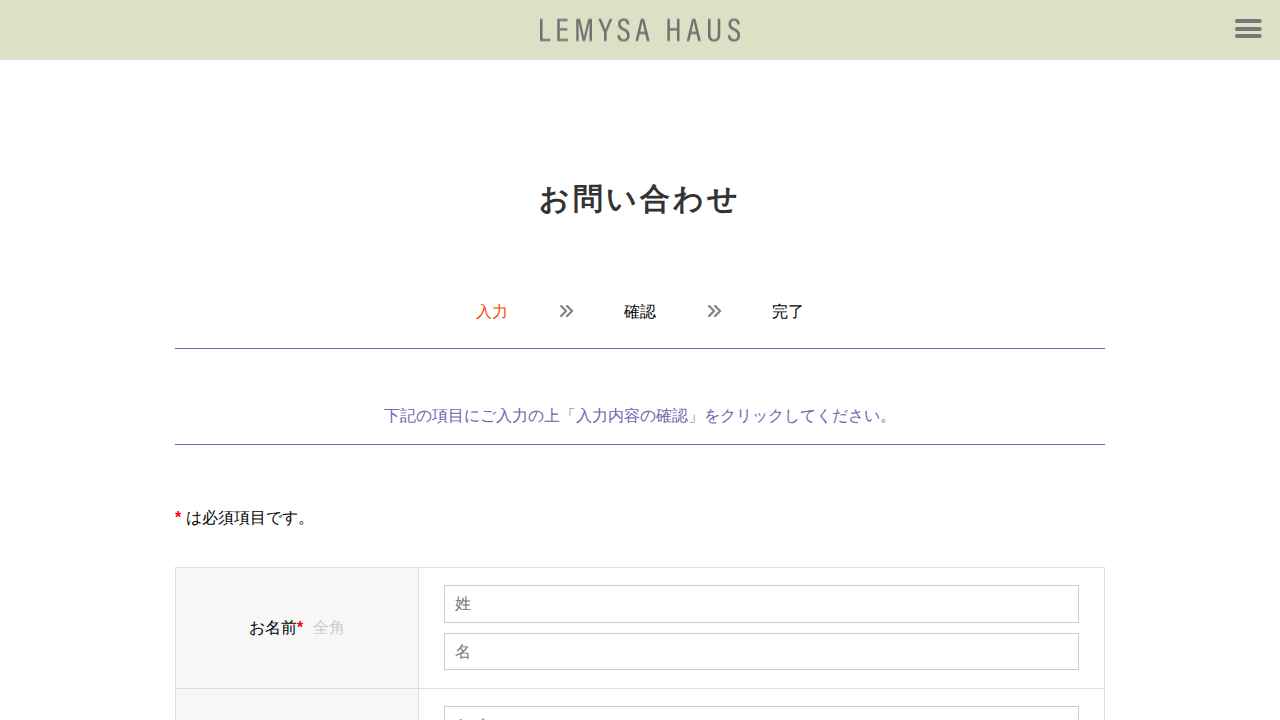 LEMYSA HAUS
お問い合わせ
入力 » 確認 » 完了
下記の項目にご入力の上「入力内容の確認」をクリックしてください。
* は必須項目です。
お名前* 全角
姓
名